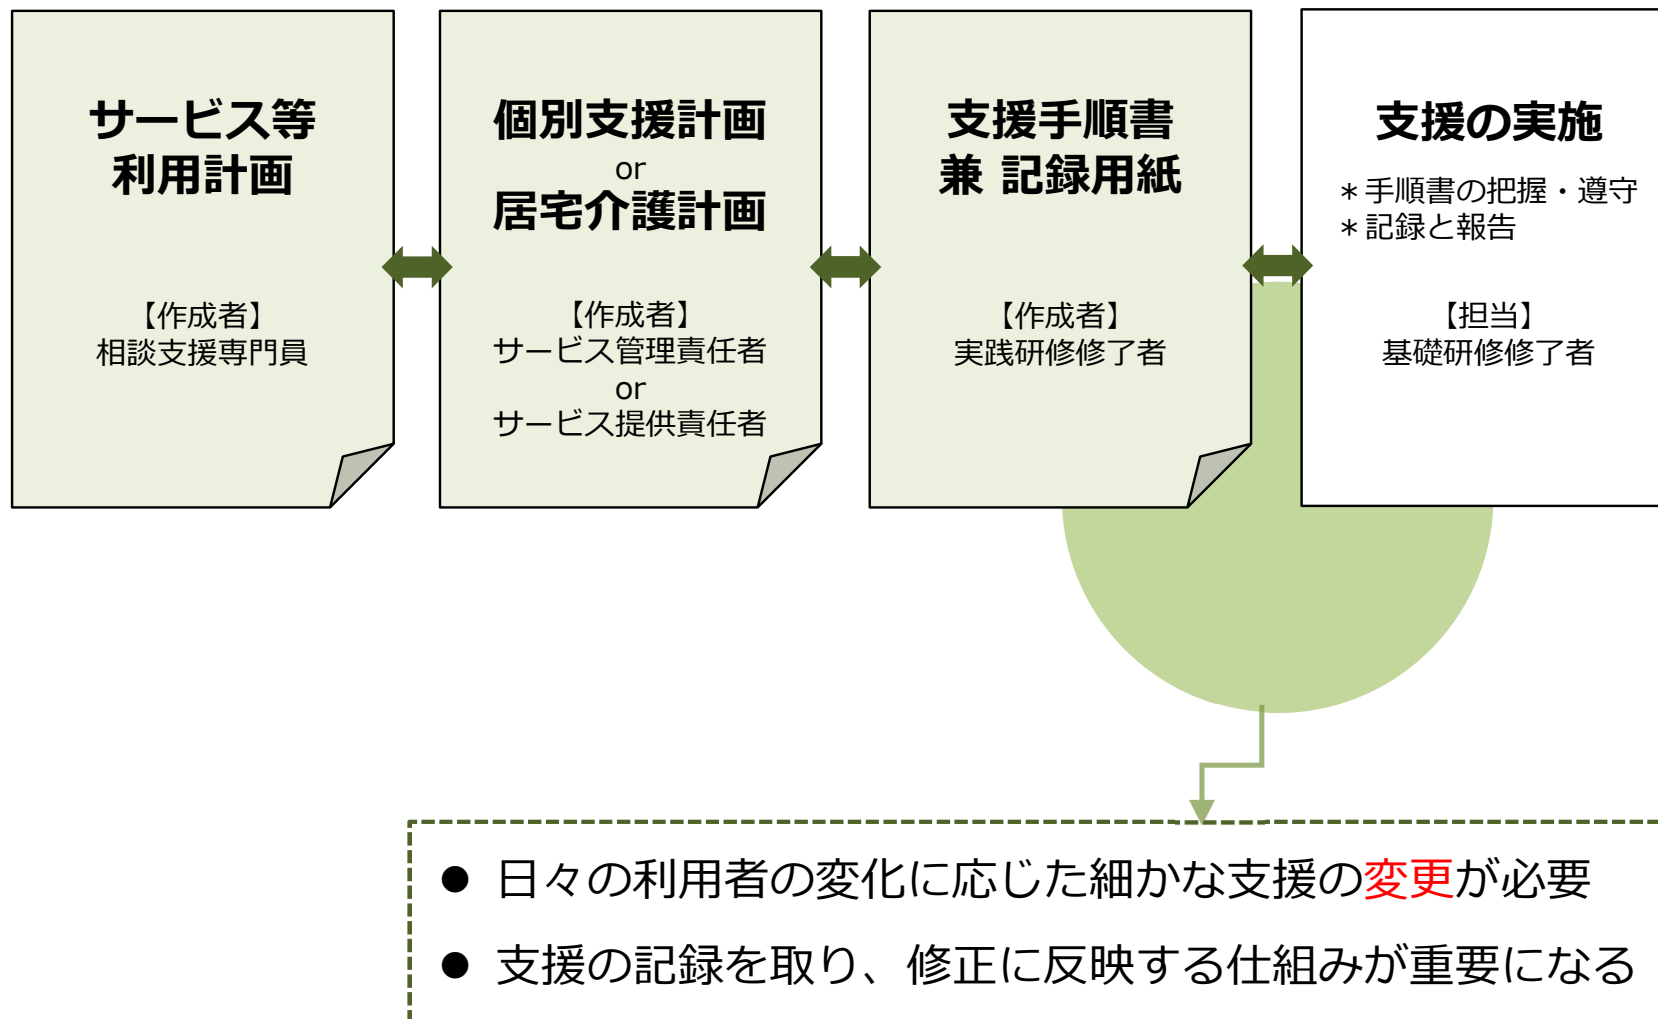 サービス等
利用計画
【作成者】
相談支援専門員
個別支援計画
or
居宅介護計画
【作成者】
サービス管理責任者
or
サービス提供責任者
支援手順書
兼 記録用紙
【作成者】
実践研修修了者
支援の実施
＊手順書の把握・遵守
＊記録と報告
【担当】
基礎研修修了者
● 日々の利用者の変化に応じた細かな支援の変更が必要
● 支援の記録を取り、修正に反映する仕組みが重要になる